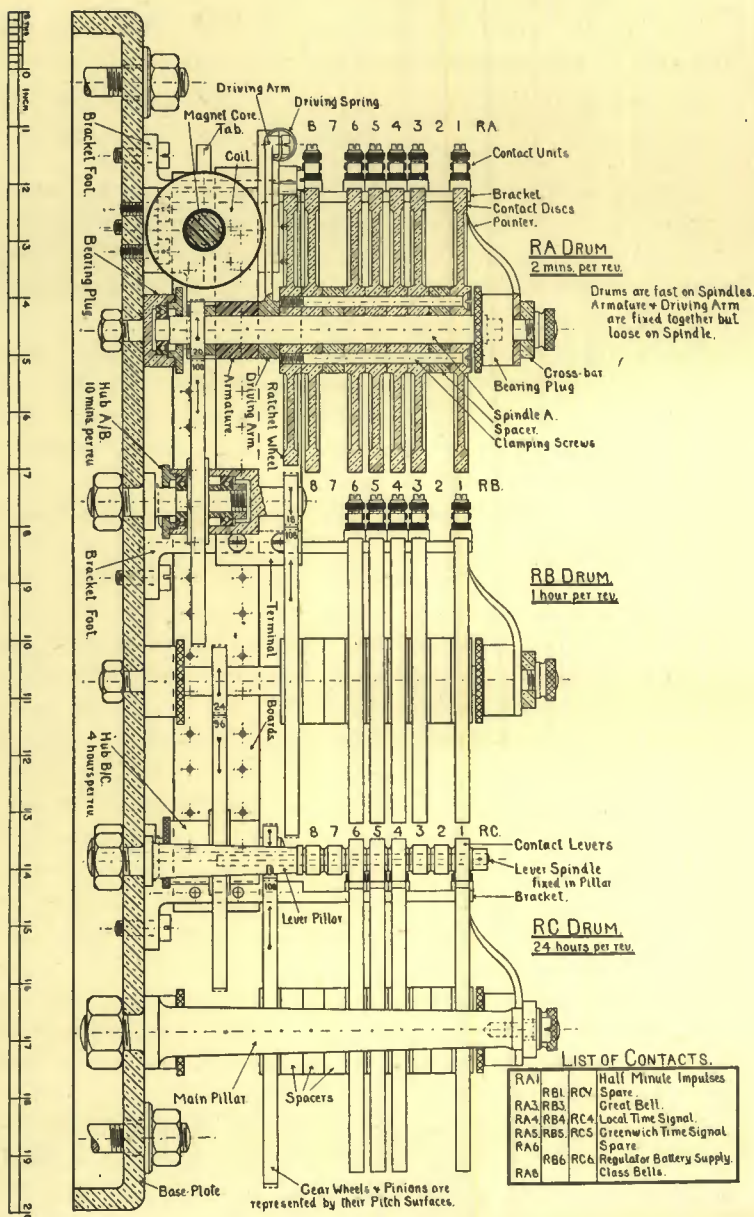 0 INCH 1 2 3 4 5 6 7 8 9 10 11 12 13 14 15 16 17 18 19
Driving Arm
Driving Spring
Magnet Core.
Tab.
Coil.
8 7 6 5 4 3 2 1 RA.
Contact Units
Bracket
Contact Discs
Pointer.
Bracket Foot.
Bearing Plug.
RA DRUM
2 mins. per rev.
Drums are fast on Spindles.
Armature & Driving Arm
are fixed together but
loose on Spindle.
20
100
Armature.
Driving Arm.
Ratchet Wheel
Cross-bar
Bearing Plug
Spindle A.
Spacer.
Clamping Screws
Hub A/B.
10 mins. per rev
8 7 6 5 4 3 2 1 RB.
18
108
RB DRUM.
1 hour per rev.
Bracket Foot.
Terminal
Boards
24
96
Hub B/C.
4 hours per rev.
8 7 6 5 4 3 2 1 RC.
Contact Levers
Lever Spindle
fixed in Pillar
Bracket.
108
Lever Pillar
RC DRUM.
24 hours per rev.
Main Pillar
Spacers
Base-Plate
Gear Wheels & Pinions are
represented by their Pitch Surfaces.
LIST OF CONTACTS.
RA1 Half Minute Impulses
RB1. RC1 Spare.
RA3. RB3. Great Bell.
RA4. RB4. RC4. Local Time Signal.
RA5. RB5. RC5 Greenwich Time Signal
RA6 Spare
RB6 RC6. Regulator Battery Supply.
RA8 Class Bells.